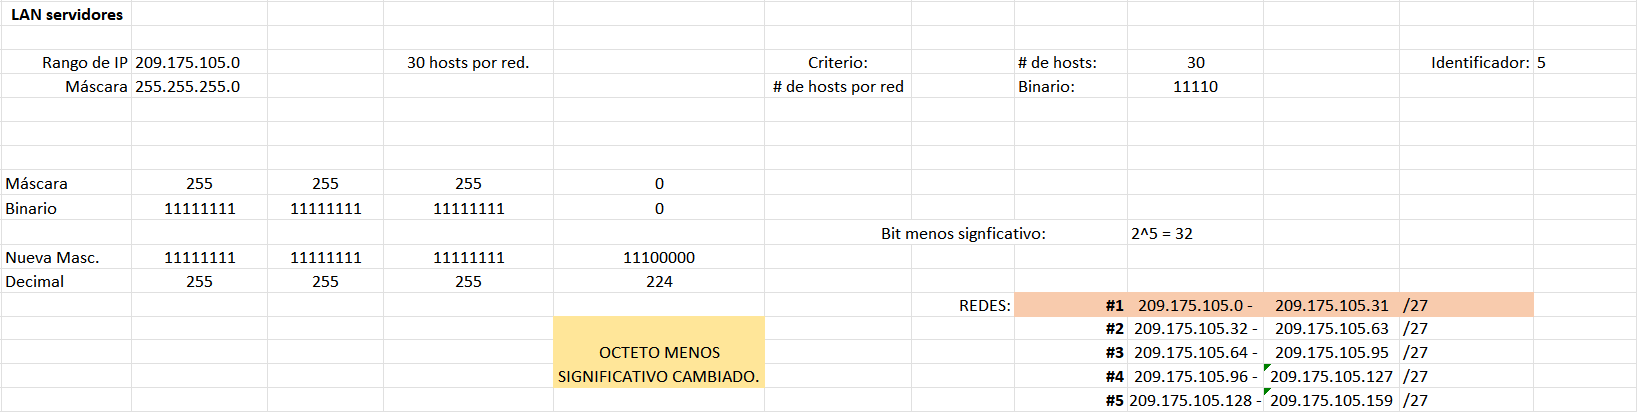 LAN servidores
Rango de IP 209.175.105.0 30 hosts por red. Criterio: # de hosts: 30 Identificador: 5
Máscara 255.255.255.0 # de hosts por red Binario: 11110
Máscara 255 255 255 0
Binario 11111111 11111111 11111111 0
Bit menos signficativo: 2^5 = 32
Nueva Masc. 11111111 11111111 11111111 11100000
Decimal 255 255 255 224
REDES: #1 209.175.105.0 - 209.175.105.31 /27
#2 209.175.105.32 - 209.175.105.63 /27
OCTETO MENOS #3 209.175.105.64 - 209.175.105.95 /27
SIGNIFICATIVO CAMBIADO. #4 209.175.105.96 - 209.175.105.127 /27
#5 209.175.105.128 - 209.175.105.159 /27